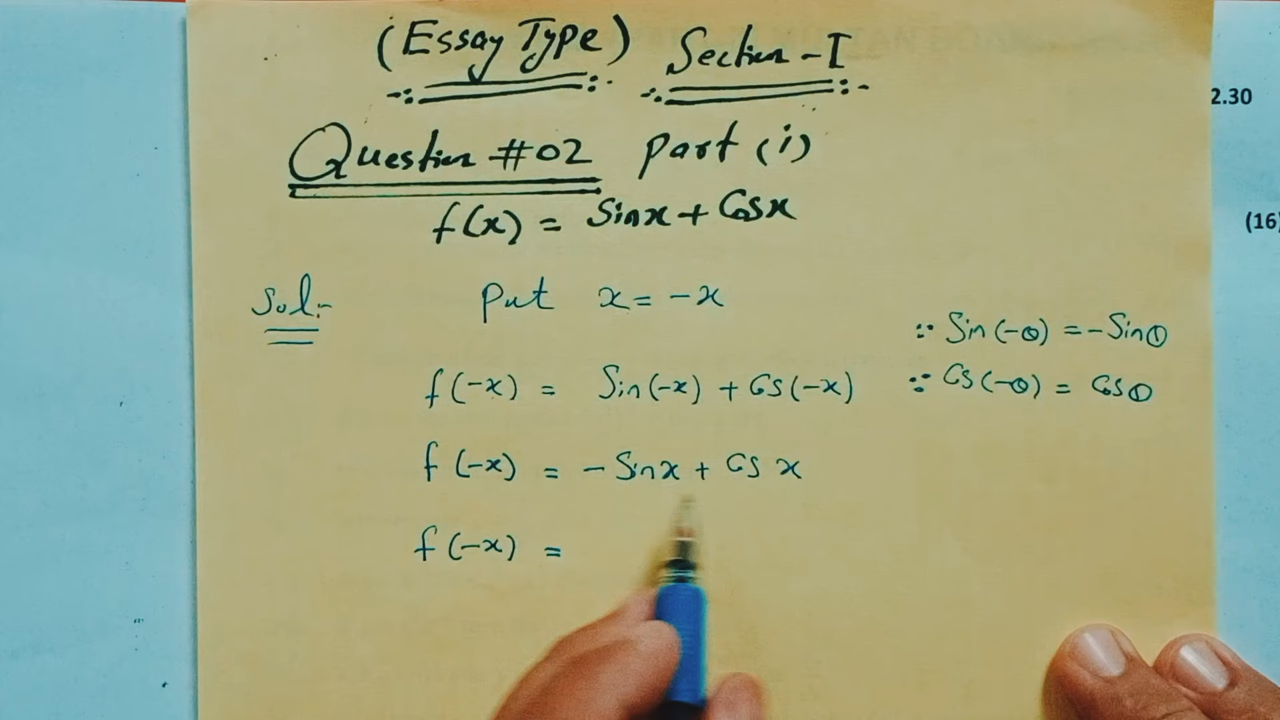 (Essay Type) Section-I
2.30
Question #02 part (i)
f(x) = Sinx + Cosx
(16)
Sol:- Put x = -x
∵ Sin(-θ) = -Sinθ
f(-x) = Sin(-x) + Cos(-x)
∵ Cos(-θ) = Cosθ
f(-x) = -Sinx + Cos x
f(-x) =